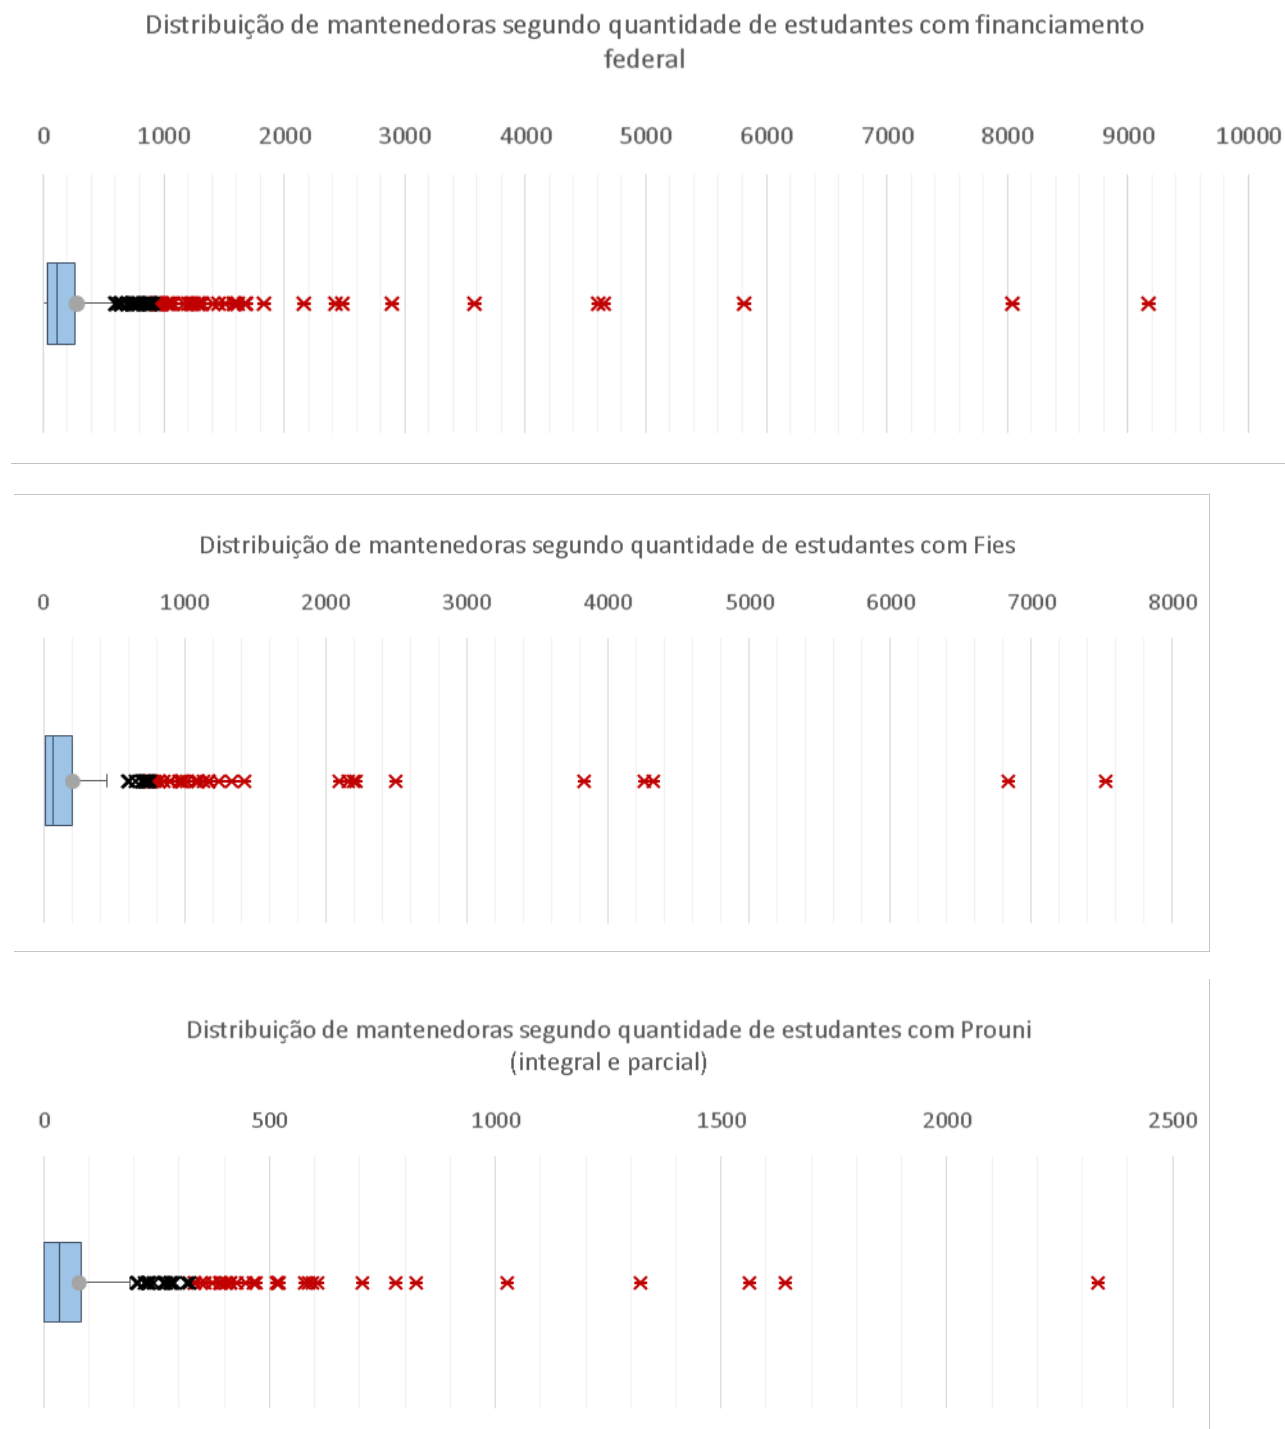 Distribuição de mantenedoras segundo quantidade de estudantes com financiamento
federal
0 1000 2000 3000 4000 5000 6000 7000 8000 9000 10000
Distribuição de mantenedoras segundo quantidade de estudantes com Fies
0 1000 2000 3000 4000 5000 6000 7000 8000
Distribuição de mantenedoras segundo quantidade de estudantes com Prouni
(integral e parcial)
0 500 1000 1500 2000 2500